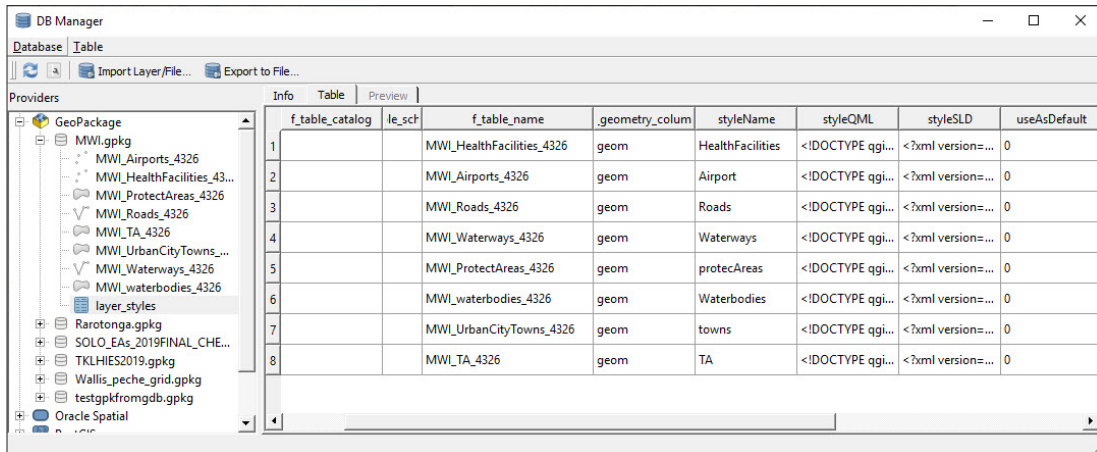 DB Manager
Database Table
Import Layer/File... Export to File...
Providers
Info Table Preview
GeoPackage
MWI.gpkg
MWI_Airports_4326
MWI_HealthFacilities_43...
MWI_ProtectAreas_4326
MWI_Roads_4326
MWI_TA_4326
MWI_UrbanCityTowns_...
MWI_Waterways_4326
MWI_waterbodies_4326
layer_styles
Rarotonga.gpkg
SOLO_EAs_2019FINAL_CHE...
TKLHIES2019.gpkg
Wallis_peche_grid.gpkg
testgpkfromgdb.gpkg
Oracle Spatial
f_table_catalog le_sch f_table_name _geometry_colum styleName styleQML styleSLD useAsDefault
1 MWI_HealthFacilities_4326 geom HealthFacilities <!DOCTYPE qgi... <?xml version=... 0
2 MWI_Airports_4326 geom Airport <!DOCTYPE qgi... <?xml version=... 0
3 MWI_Roads_4326 geom Roads <!DOCTYPE qgi... <?xml version=... 0
4 MWI_Waterways_4326 geom Waterways <!DOCTYPE qgi... <?xml version=... 0
5 MWI_ProtectAreas_4326 geom protecAreas <!DOCTYPE qgi... <?xml version=... 0
6 MWI_waterbodies_4326 geom Waterbodies <!DOCTYPE qgi... <?xml version=... 0
7 MWI_UrbanCityTowns_4326 geom towns <!DOCTYPE qgi... <?xml version=... 0
8 MWI_TA_4326 geom TA <!DOCTYPE qgi... <?xml version=... 0